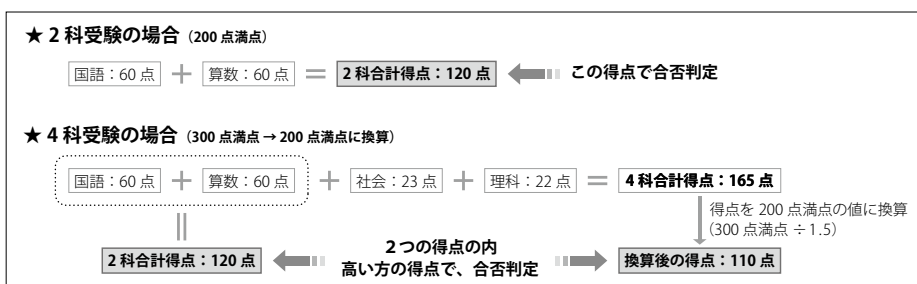 ★ 2 科受験の場合（200 点満点）
国語：60 点 ＋ 算数：60 点 ＝ 2 科合計得点：120 点 この得点で合否判定
★ 4 科受験の場合（300 点満点 → 200 点満点に換算）
国語：60 点 ＋ 算数：60 点 ＋ 社会：23 点 ＋ 理科：22 点 ＝ 4 科合計得点：165 点
得点を 200 点満点の値に換算
（300 点満点 ÷ 1.5）
2 つの得点の内
高い方の得点で、合否判定
2 科合計得点：120 点
換算後の得点：110 点